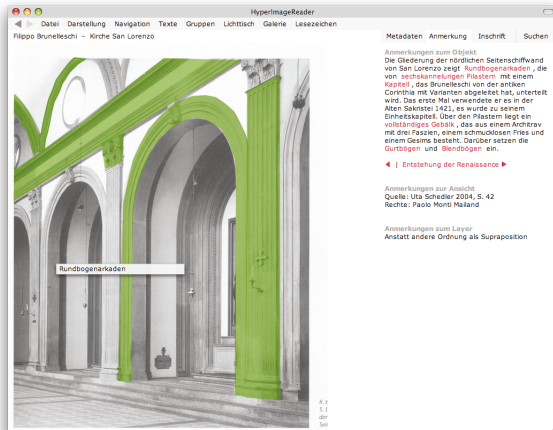 HyperImageReader
Datei Darstellung Navigation Texte Gruppen Lichttisch Galerie Lesezeichen
Filippo Brunelleschi – Kirche San Lorenzo
Metadaten Anmerkung Inschrift Suchen
Anmerkungen zum Objekt
Die Gliederung der nördlichen Seitenschiffwand
von San Lorenzo zeigt Rundbogenarkaden , die
von sechskannelungen Pilastern mit einem
Kapitell , das Brunelleschi von der antiken
Corinthia mit Varianten abgeleitet hat, unterteilt
wird. Das erste Mal verwendete er es in der
Alten Sakristei 1421, es wurde zu seinem
Einheitskapitell. Über den Pilastern liegt ein
vollständiges Gebälk , das aus einem Architrav
mit drei Faszien, einem schmucklosen Fries und
einem Gesims besteht. Darüber setzen die
Gurtbögen und Blendbögen ein.
| Entstehung der Renaissance
Anmerkungen zur Ansicht
Quelle: Uta Schedler 2004, S. 42
Rechte: Paolo Monti Mailand
Anmerkungen zum Layer
Anstatt andere Ordnung als Supraposition
Rundbogenarkaden